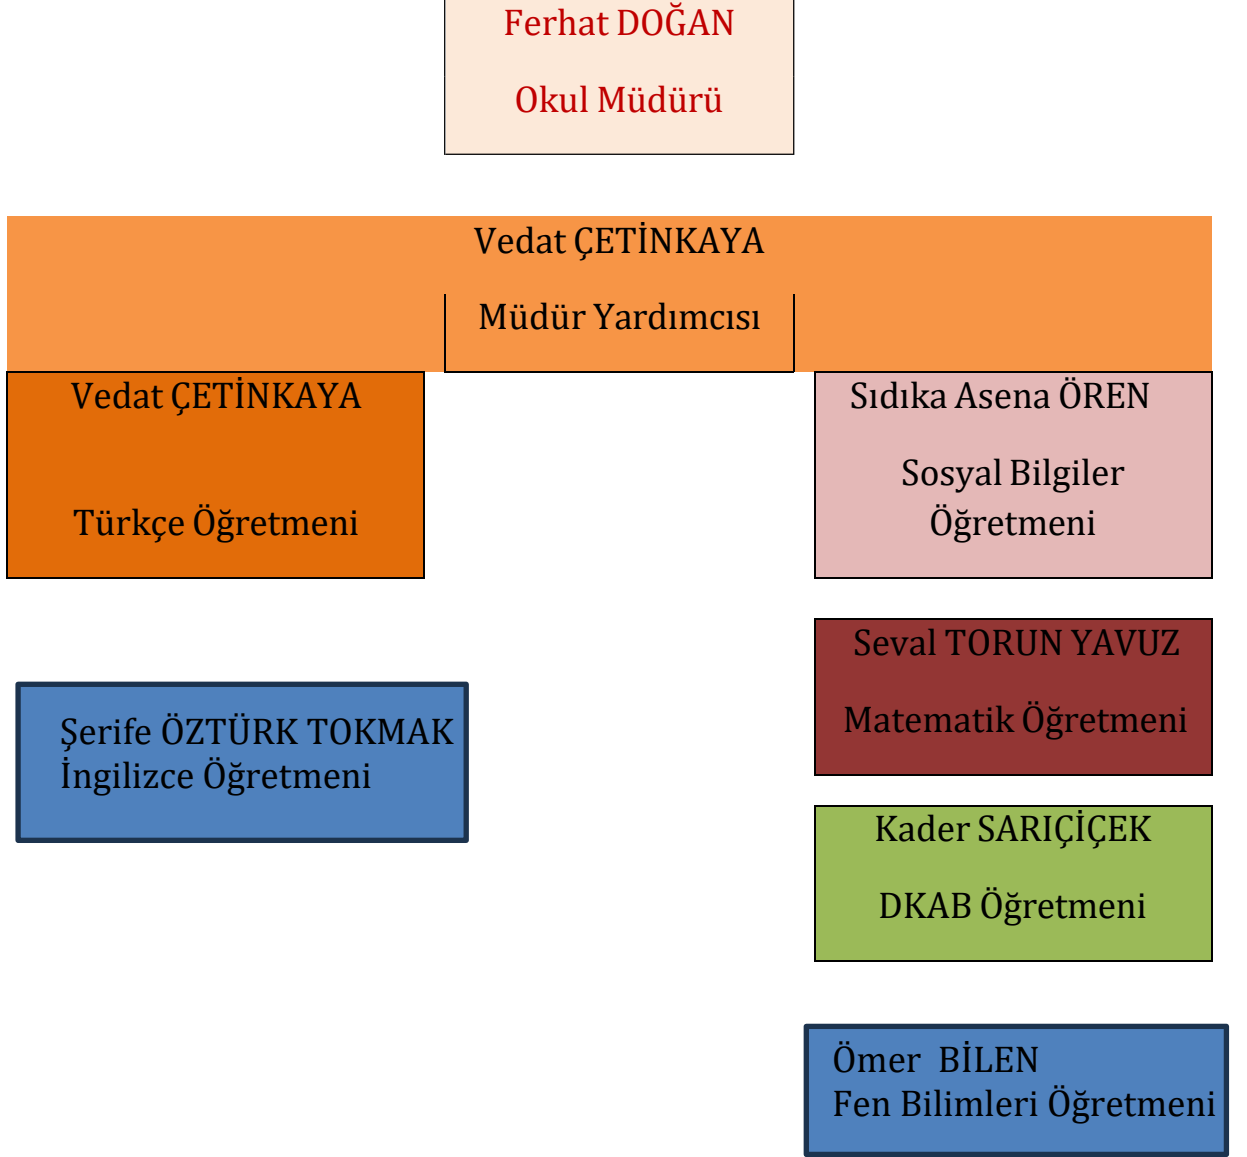 Ferhat DOĞAN
Okul Müdürü
Vedat ÇETİNKAYA
Müdür Yardımcısı
Vedat ÇETİNKAYA
Türkçe Öğretmeni
Sıdıka Asena ÖREN
Sosyal Bilgiler
Öğretmeni
Seval TORUN YAVUZ
Matematik Öğretmeni
Şerife ÖZTÜRK TOKMAK
İngilizce Öğretmeni
Kader SARIÇİÇEK
DKAB Öğretmeni
Ömer BİLEN
Fen Bilimleri Öğretmeni